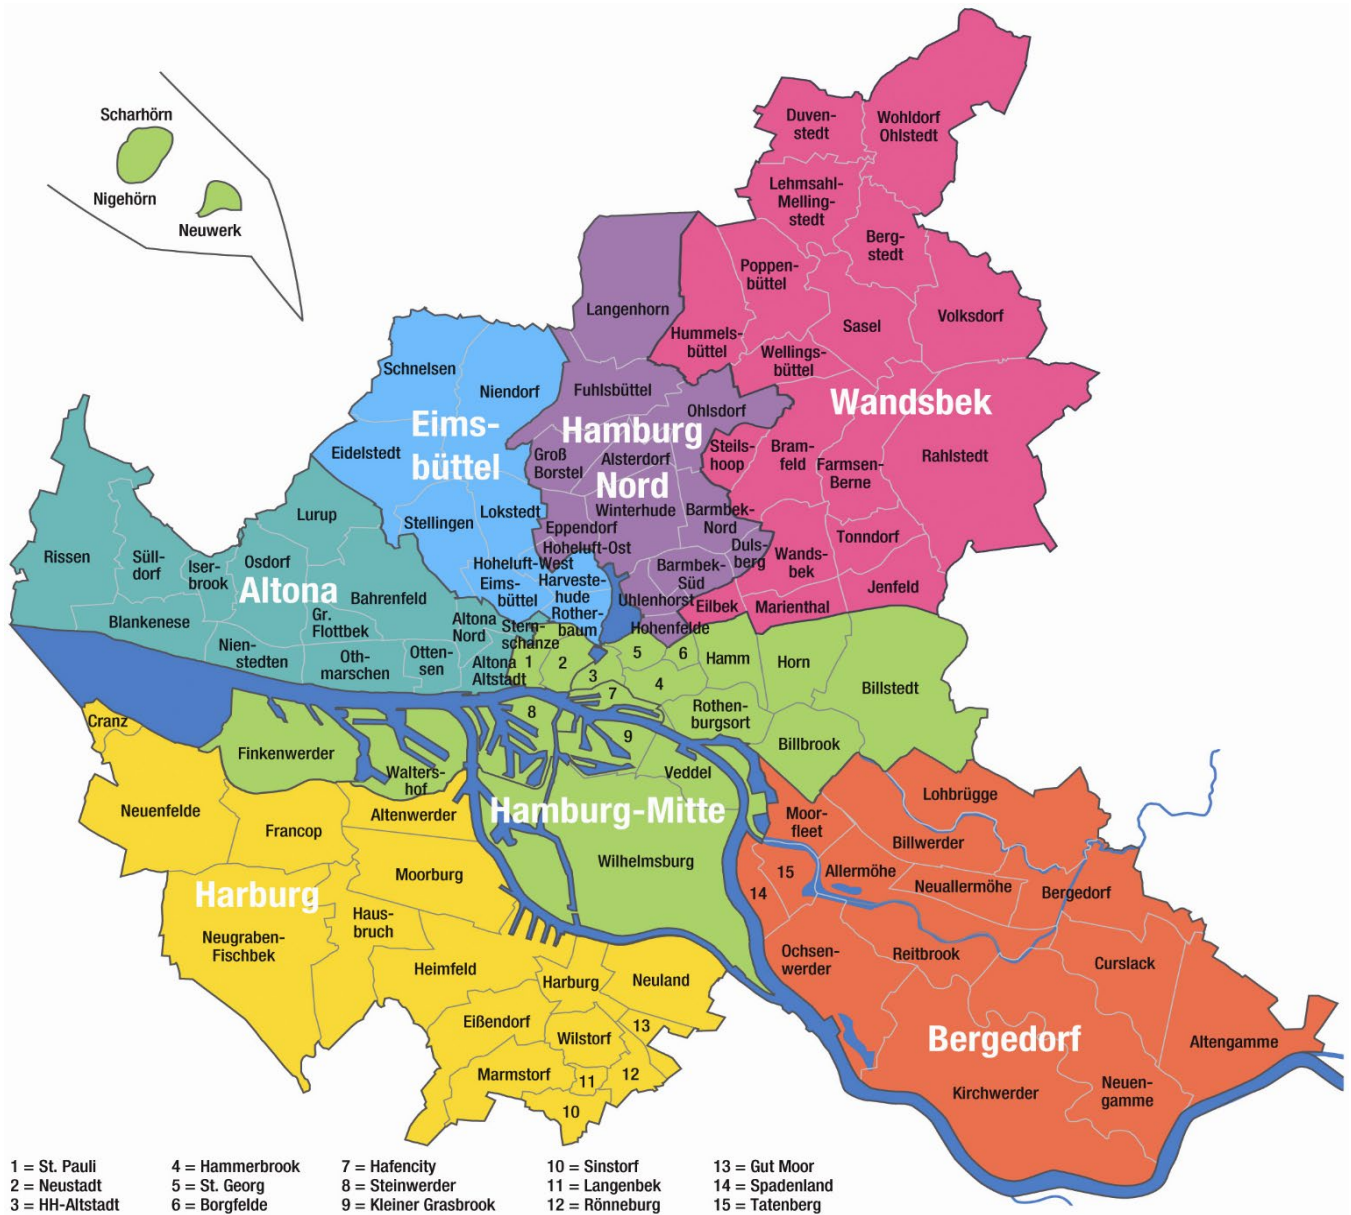 Scharhörn
Nigehörn
Neuwerk
Duven-
stedt
Wohldorf
Ohlstedt
Lehmsahl-
Melling-
stedt
Berg-
stedt
Poppen-
büttel
Hummels-
büttel
Sasel
Volksdorf
Wellings-
büttel
Wandsbek
Steils-
hoop
Bram-
feld
Farmsen-
Berne
Rahlstedt
Tonndorf
Wands-
bek
Jenfeld
Eilbek
Marienthal
Langenhorn
Fuhlsbüttel
Ohlsdorf
Hamburg
Nord
Groß
Borstel
Alsterdorf
Winterhude
Eppendorf
Barmbek-
Nord
Hoheluft-Ost
Duls-
berg
Barmbek-
Süd
Uhlenhorst
Hohenfelde
Schnelsen
Niendorf
Eims-
büttel
Eidelstedt
Stellingen
Lokstedt
Hoheluft-West
Eims-
büttel
Harveste-
hude
Rother-
baum
Rissen
Süll-
dorf
Iser-
brook
Osdorf
Lurup
Altona
Blankenese
Bahrenfeld
Gr.
Flottbek
Nien-
stedten
Oth-
marschen
Otten-
sen
Altona
Nord
Stern-
schanze
Altona
Altstadt
1
2
3
4
5
6
7
8
9
Hamm
Horn
Billstedt
Rothen-
burgsort
Billbrook
Finkenwerder
Walters-
hof
Veddel
Hamburg-Mitte
Wilhelmsburg
Cranz
Neuenfelde
Francop
Altenwerder
Moorburg
Harburg
Haus-
bruch
Neugraben-
Fischbek
Heimfeld
Harburg
Neuland
Eißendorf
Wilstorf
13
Marmstorf
11
12
10
Moor-
fleet
Lohbrügge
Billwerder
Allermöhe
Neuallermöhe
Bergedorf
14
15
Ochsen-
werder
Reitbrook
Curslack
Bergedorf
Altengamme
Kirchwerder
Neuen-
gamme
1 = St. Pauli
2 = Neustadt
3 = HH-Altstadt
4 = Hammerbrook
5 = St. Georg
6 = Borgfelde
7 = Hafencity
8 = Steinwerder
9 = Kleiner Grasbrook
10 = Sinstorf
11 = Langenbek
12 = Rönneburg
13 = Gut Moor
14 = Spadenland
15 = Tatenberg